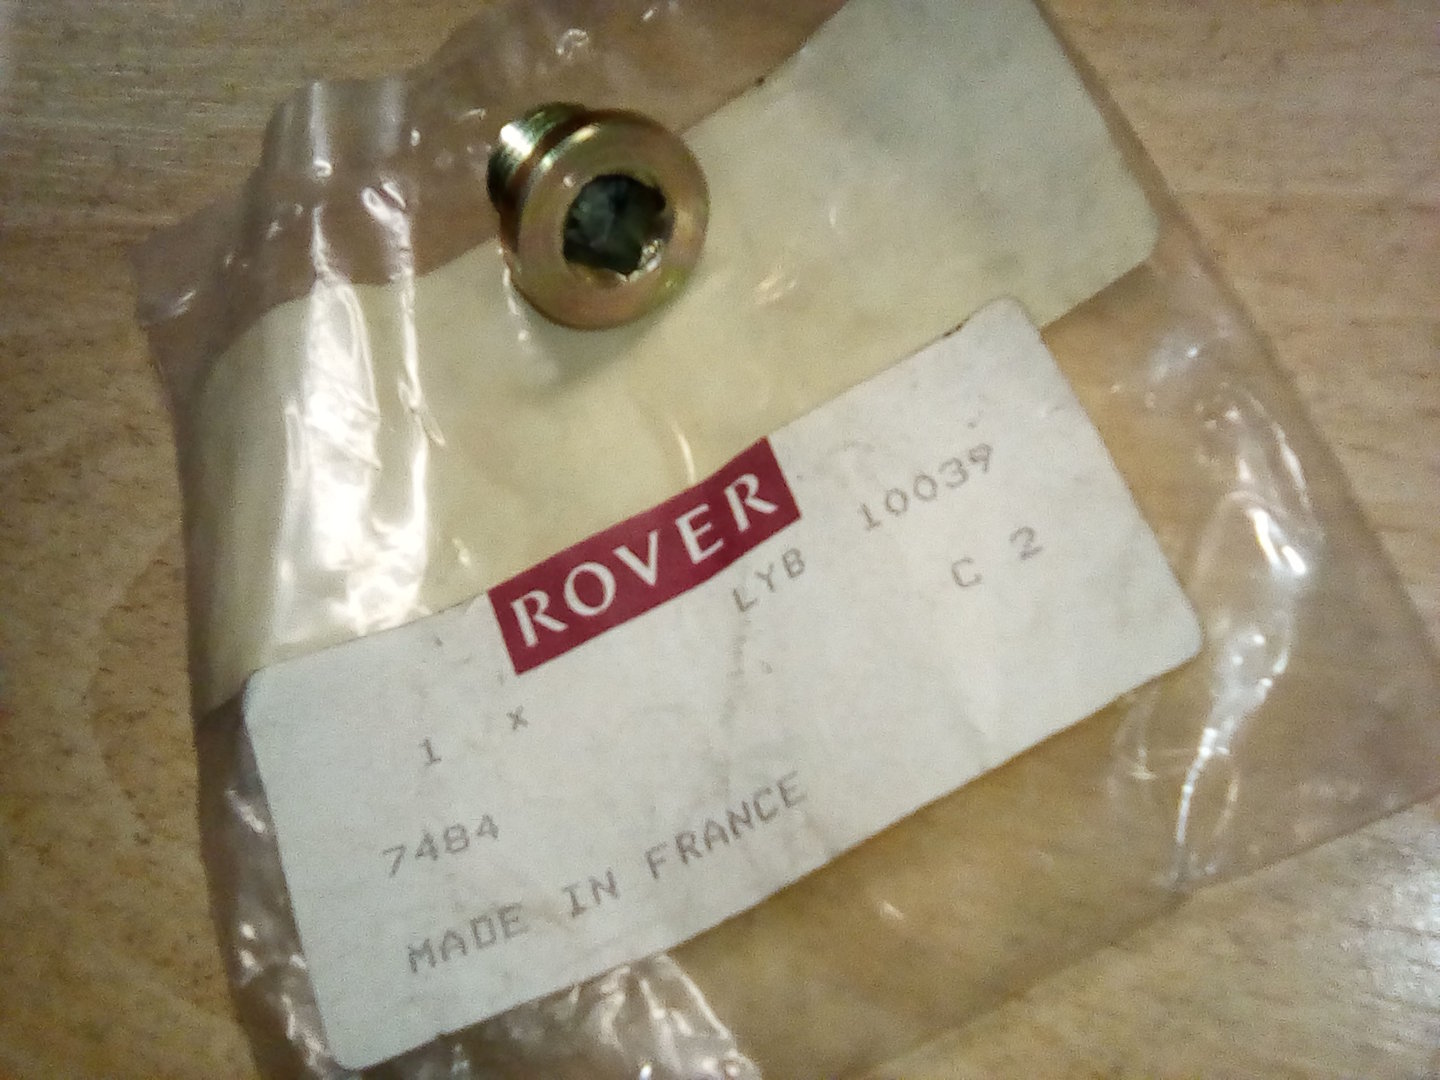 ROVER
LYB 10039
1 x C 2
7484
MADE IN FRANCE